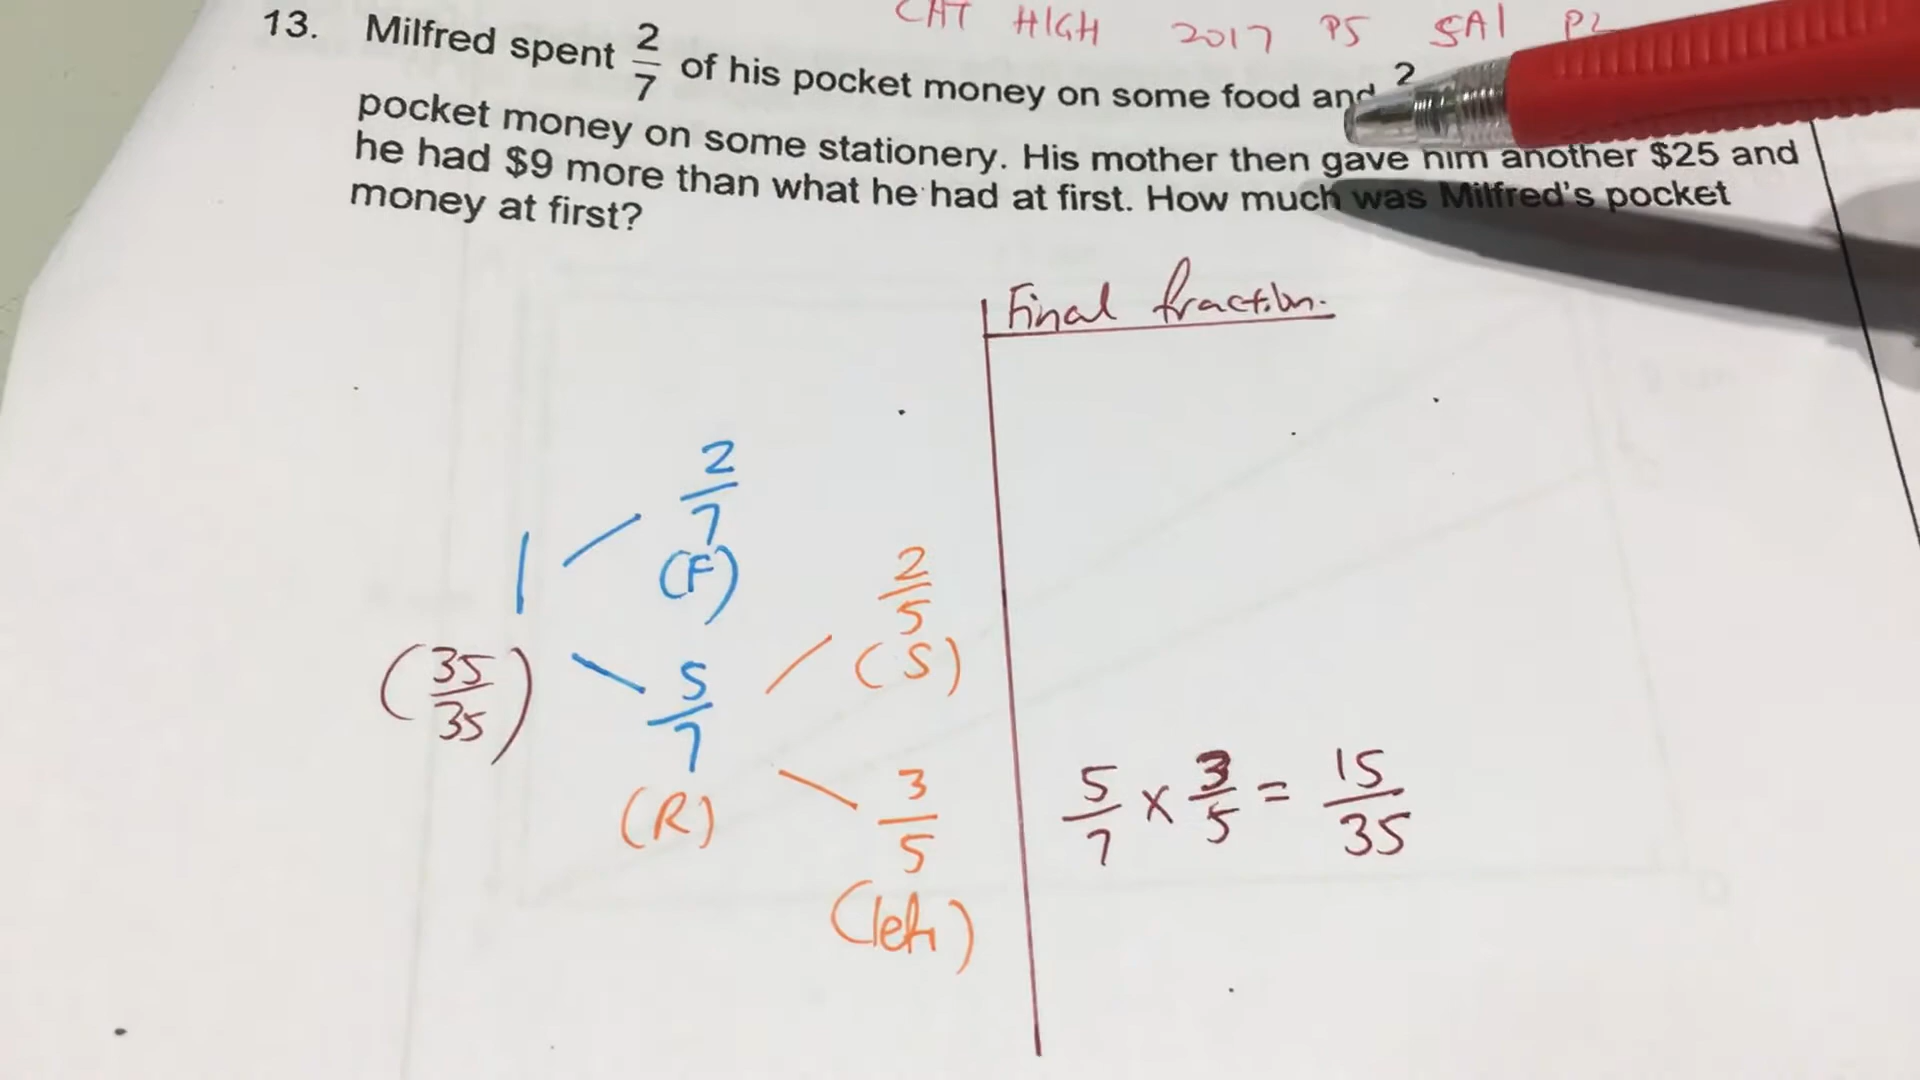 CHT HIGH 2017 P5 SA1 P2
13. Milfred spent 2/7 of his pocket money on some food and 2
pocket money on some stationery. His mother then gave him another $25 and
he had $9 more than what he had at first. How much was Milfred's pocket
money at first?
Final fraction.
2/7
(F)
1
2/5
(S)
(35/35)
5/7
(R)
3/5
(left)
5/7 x 3/5 = 15/35